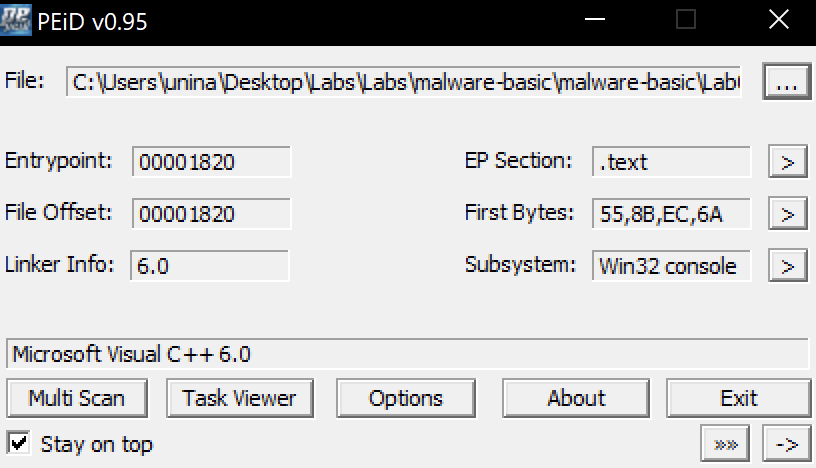 PEiD v0.95
File: C:\Users\unina\Desktop\Labs\Labs\malware-basic\malware-basic\Lab ...
Entrypoint: 00001820 EP Section: .text >
File Offset: 00001820 First Bytes: 55,8B,EC,6A >
Linker Info: 6.0 Subsystem: Win32 console >
Microsoft Visual C++ 6.0
Multi Scan Task Viewer Options About Exit
Stay on top »» ->